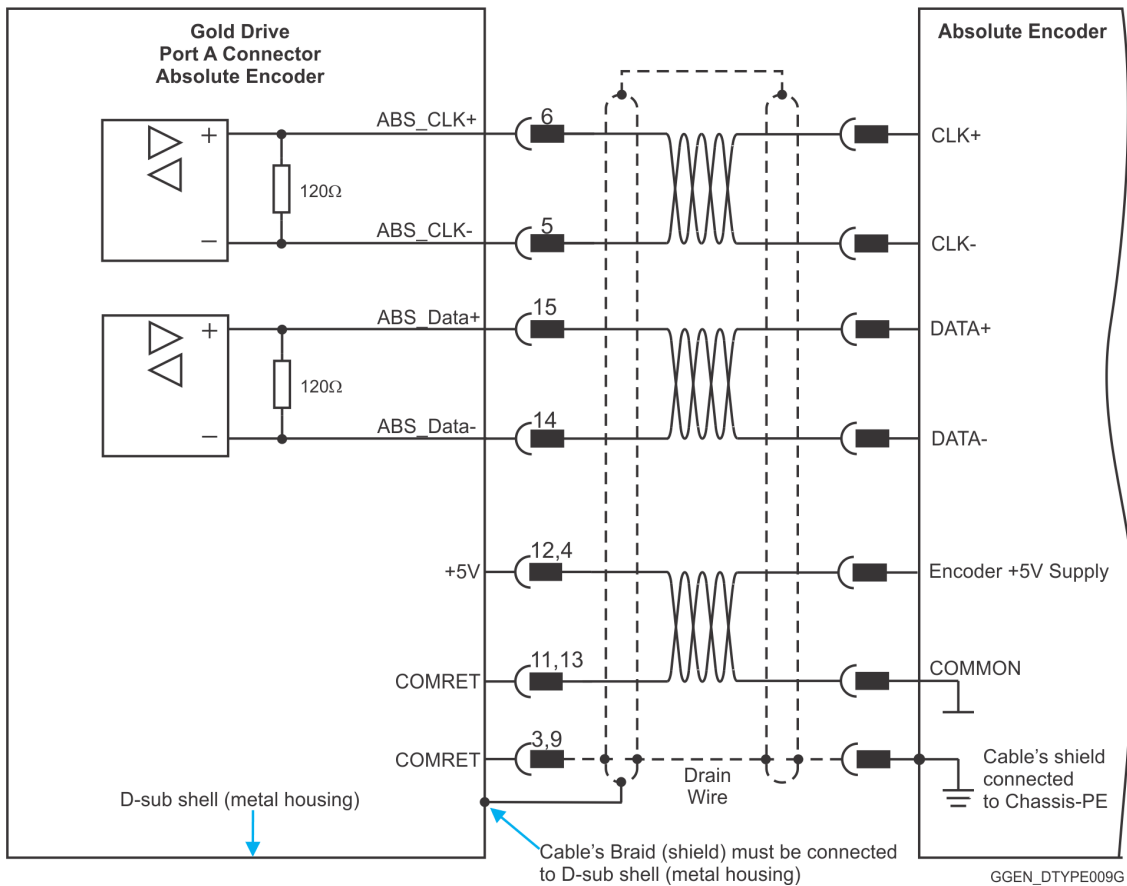 Gold Drive
Port A Connector
Absolute Encoder
Absolute Encoder
ABS_CLK+
6
CLK+
+
120Ω
ABS_CLK-
5
CLK-
−
ABS_Data+
15
DATA+
+
120Ω
ABS_Data-
14
DATA-
−
+5V
12,4
Encoder +5V Supply
COMRET
11,13
COMMON
COMRET
3,9
Drain
Wire
Cable's shield
connected
to Chassis-PE
D-sub shell (metal housing)
Cable's Braid (shield) must be connected
to D-sub shell (metal housing)
GGEN_DTYPE009G